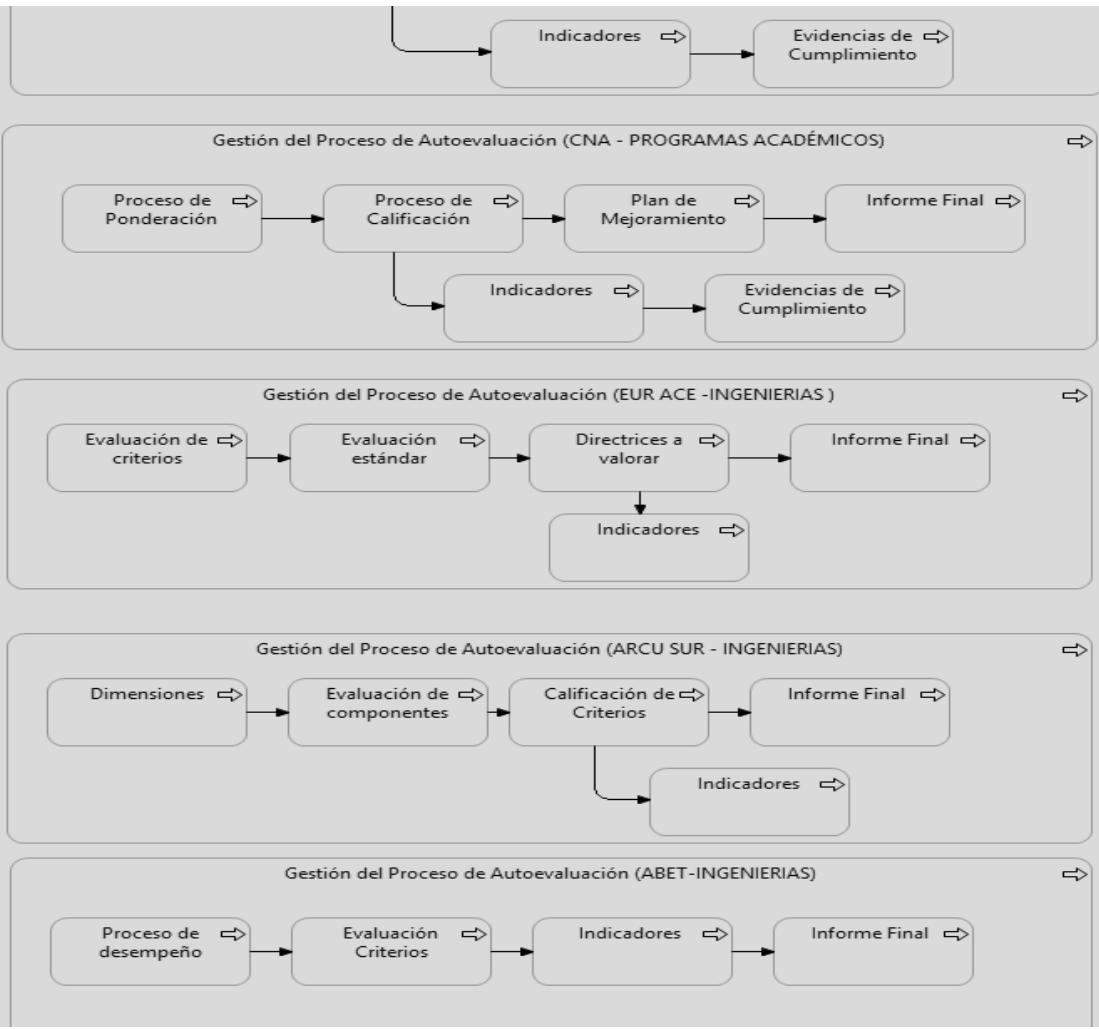 Indicadores
Evidencias de
Cumplimiento
Gestión del Proceso de Autoevaluación (CNA - PROGRAMAS ACADÉMICOS)
Proceso de
Ponderación
Proceso de
Calificación
Plan de
Mejoramiento
Informe Final
Indicadores
Evidencias de
Cumplimiento
Gestión del Proceso de Autoevaluación (EUR ACE -INGENIERIAS )
Evaluación de
criterios
Evaluación
estándar
Directrices a
valorar
Informe Final
Indicadores
Gestión del Proceso de Autoevaluación (ARCU SUR - INGENIERIAS)
Dimensiones
Evaluación de
componentes
Calificación de
Criterios
Informe Final
Indicadores
Gestión del Proceso de Autoevaluación (ABET-INGENIERIAS)
Proceso de
desempeño
Evaluación
Criterios
Indicadores
Informe Final